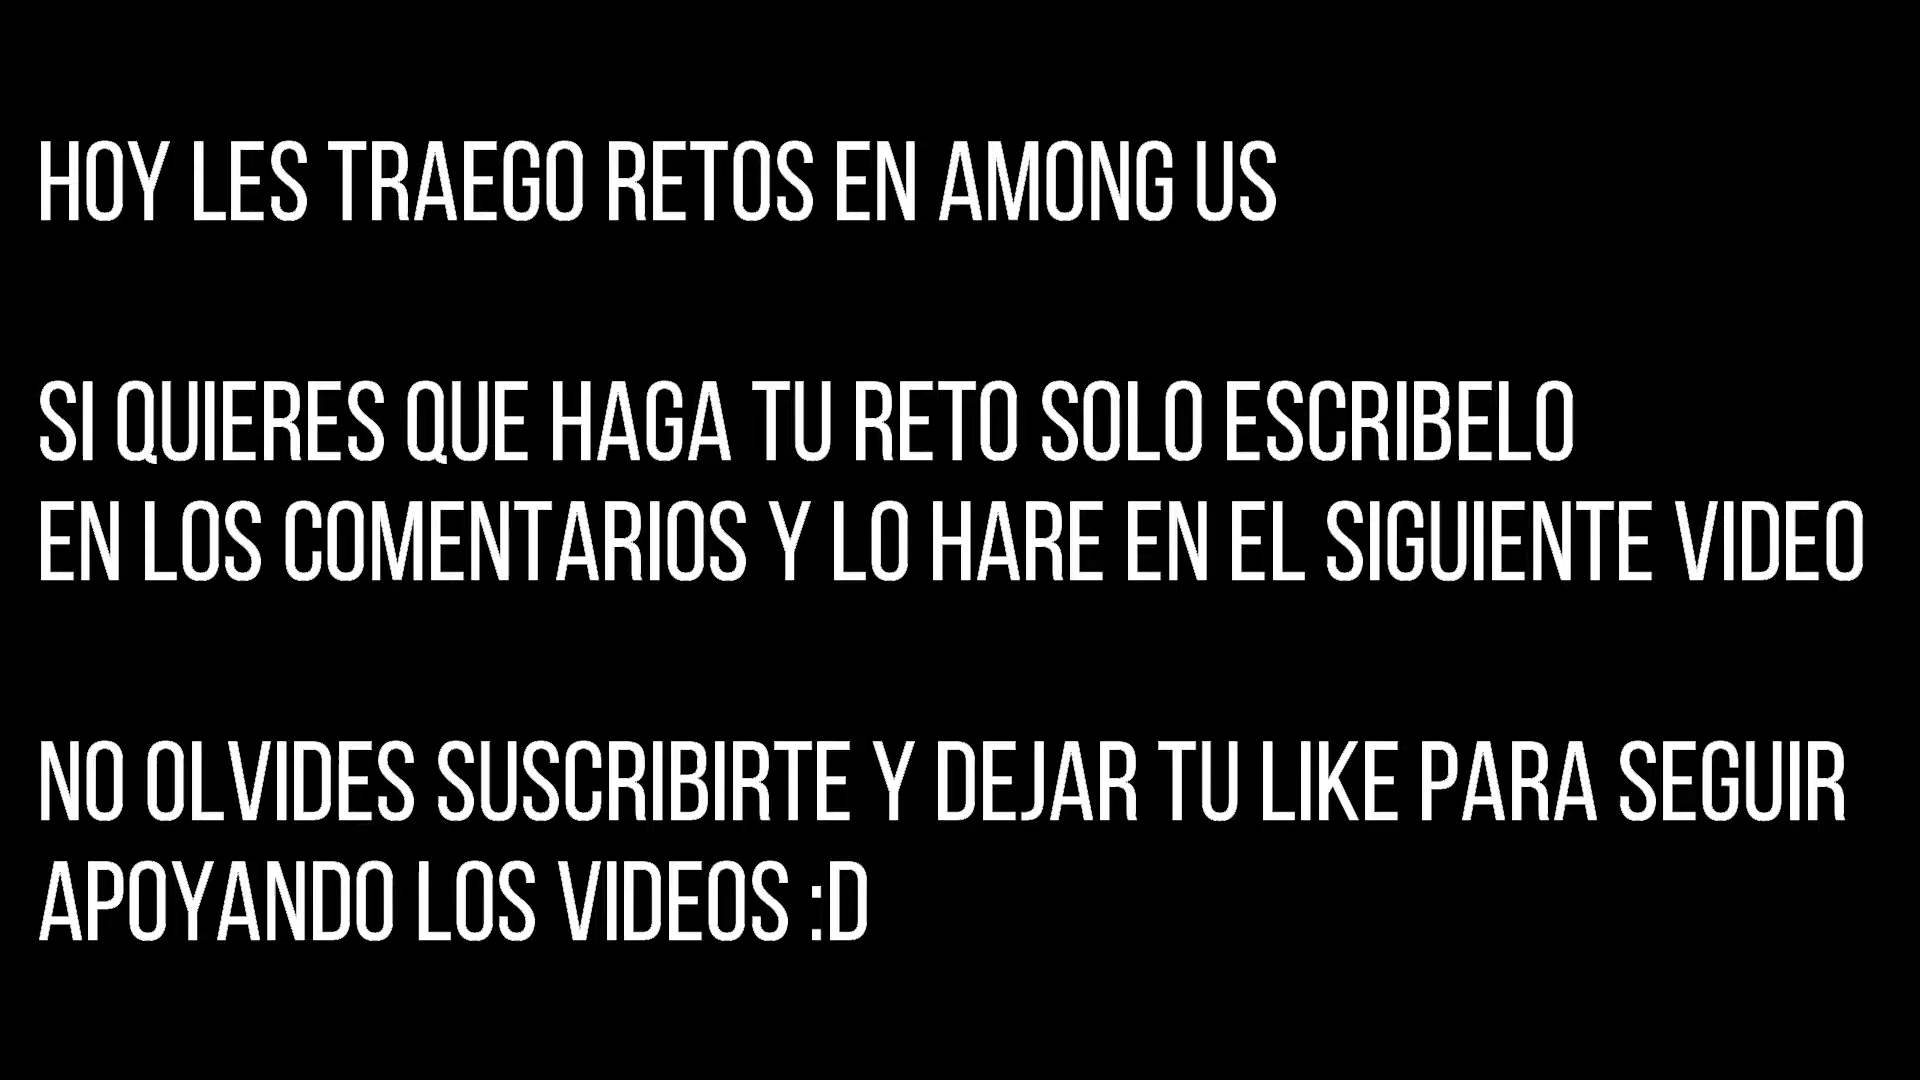 HOY LES TRAEGO RETOS EN AMONG US
SI QUIERES QUE HAGA TU RETO SOLO ESCRIBELO
EN LOS COMENTARIOS Y LO HARE EN EL SIGUIENTE VIDEO
NO OLVIDES SUSCRIBIRTE Y DEJAR TU LIKE PARA SEGUIR
APOYANDO LOS VIDEOS :D